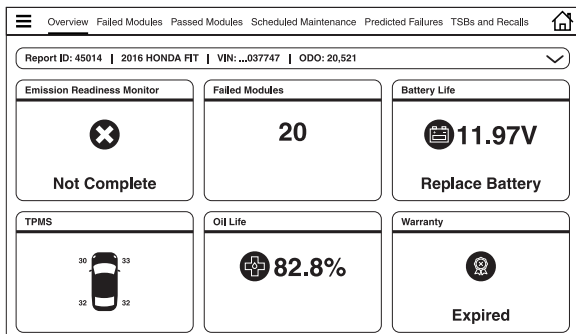 Overview Failed Modules Passed Modules Scheduled Maintenance Predicted Failures TSBs and Recalls
Report ID: 45014 | 2016 HONDA FIT | VIN: ...037747 | ODO: 20,521
Emission Readiness Monitor
Not Complete
Failed Modules
20
Battery Life
11.97V
Replace Battery
TPMS
30 33
32 32
Oil Life
82.8%
Warranty
Expired